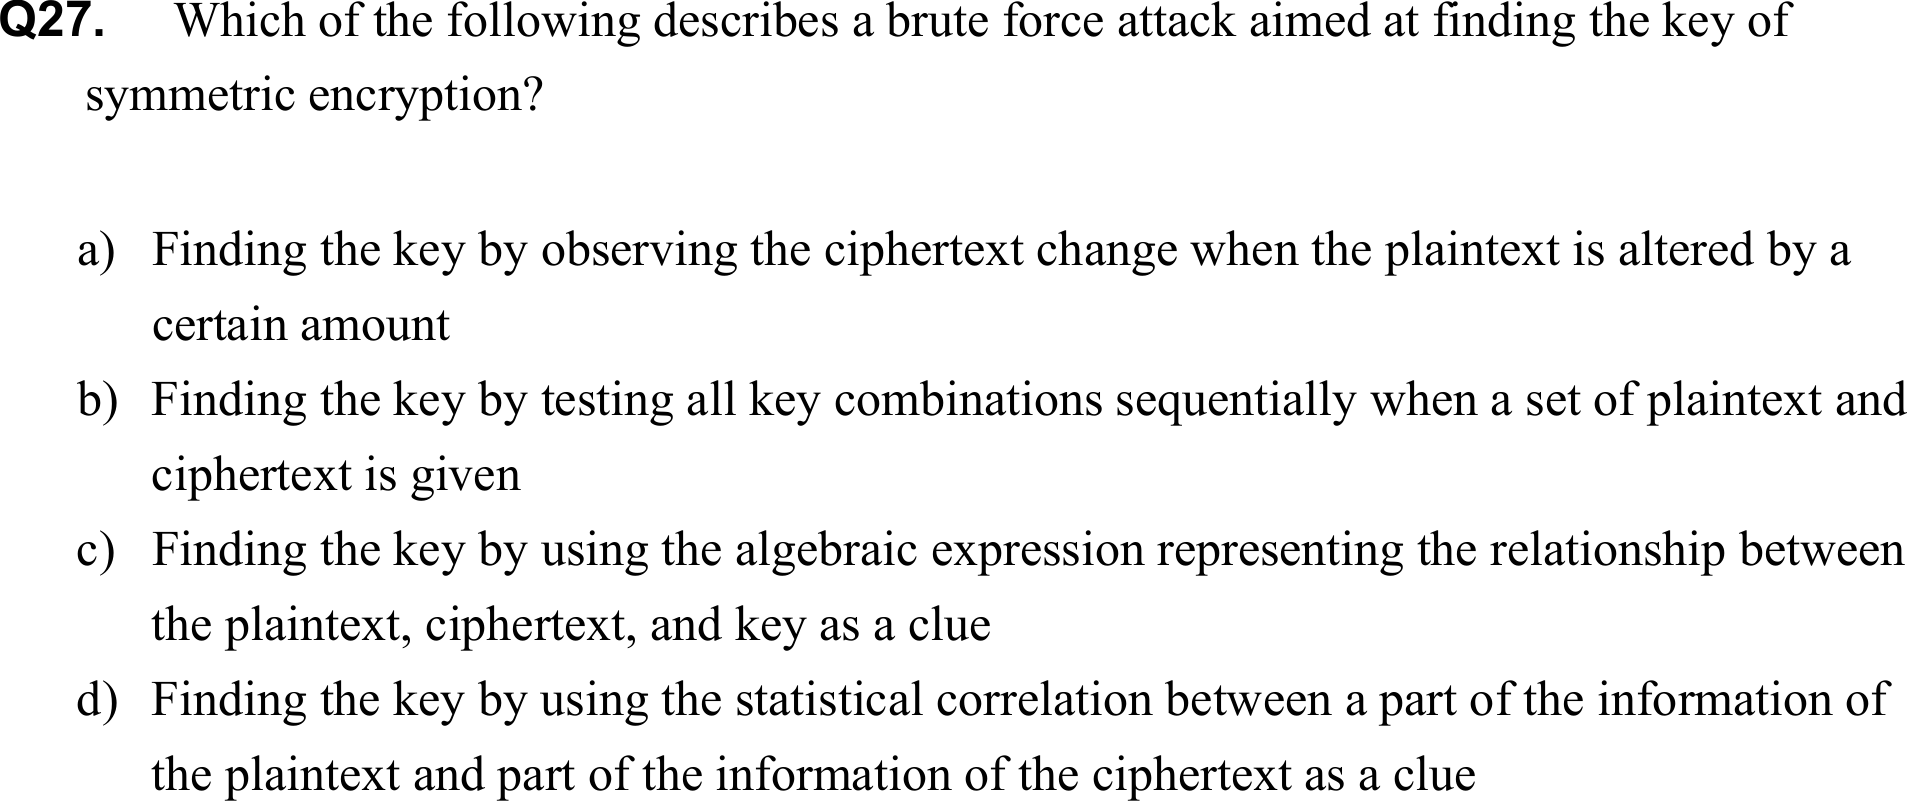 Q27. Which of the following describes a brute force attack aimed at finding the key of
symmetric encryption?
a) Finding the key by observing the ciphertext change when the plaintext is altered by a
certain amount
b) Finding the key by testing all key combinations sequentially when a set of plaintext and
ciphertext is given
c) Finding the key by using the algebraic expression representing the relationship between
the plaintext, ciphertext, and key as a clue
d) Finding the key by using the statistical correlation between a part of the information of
the plaintext and part of the information of the ciphertext as a clue